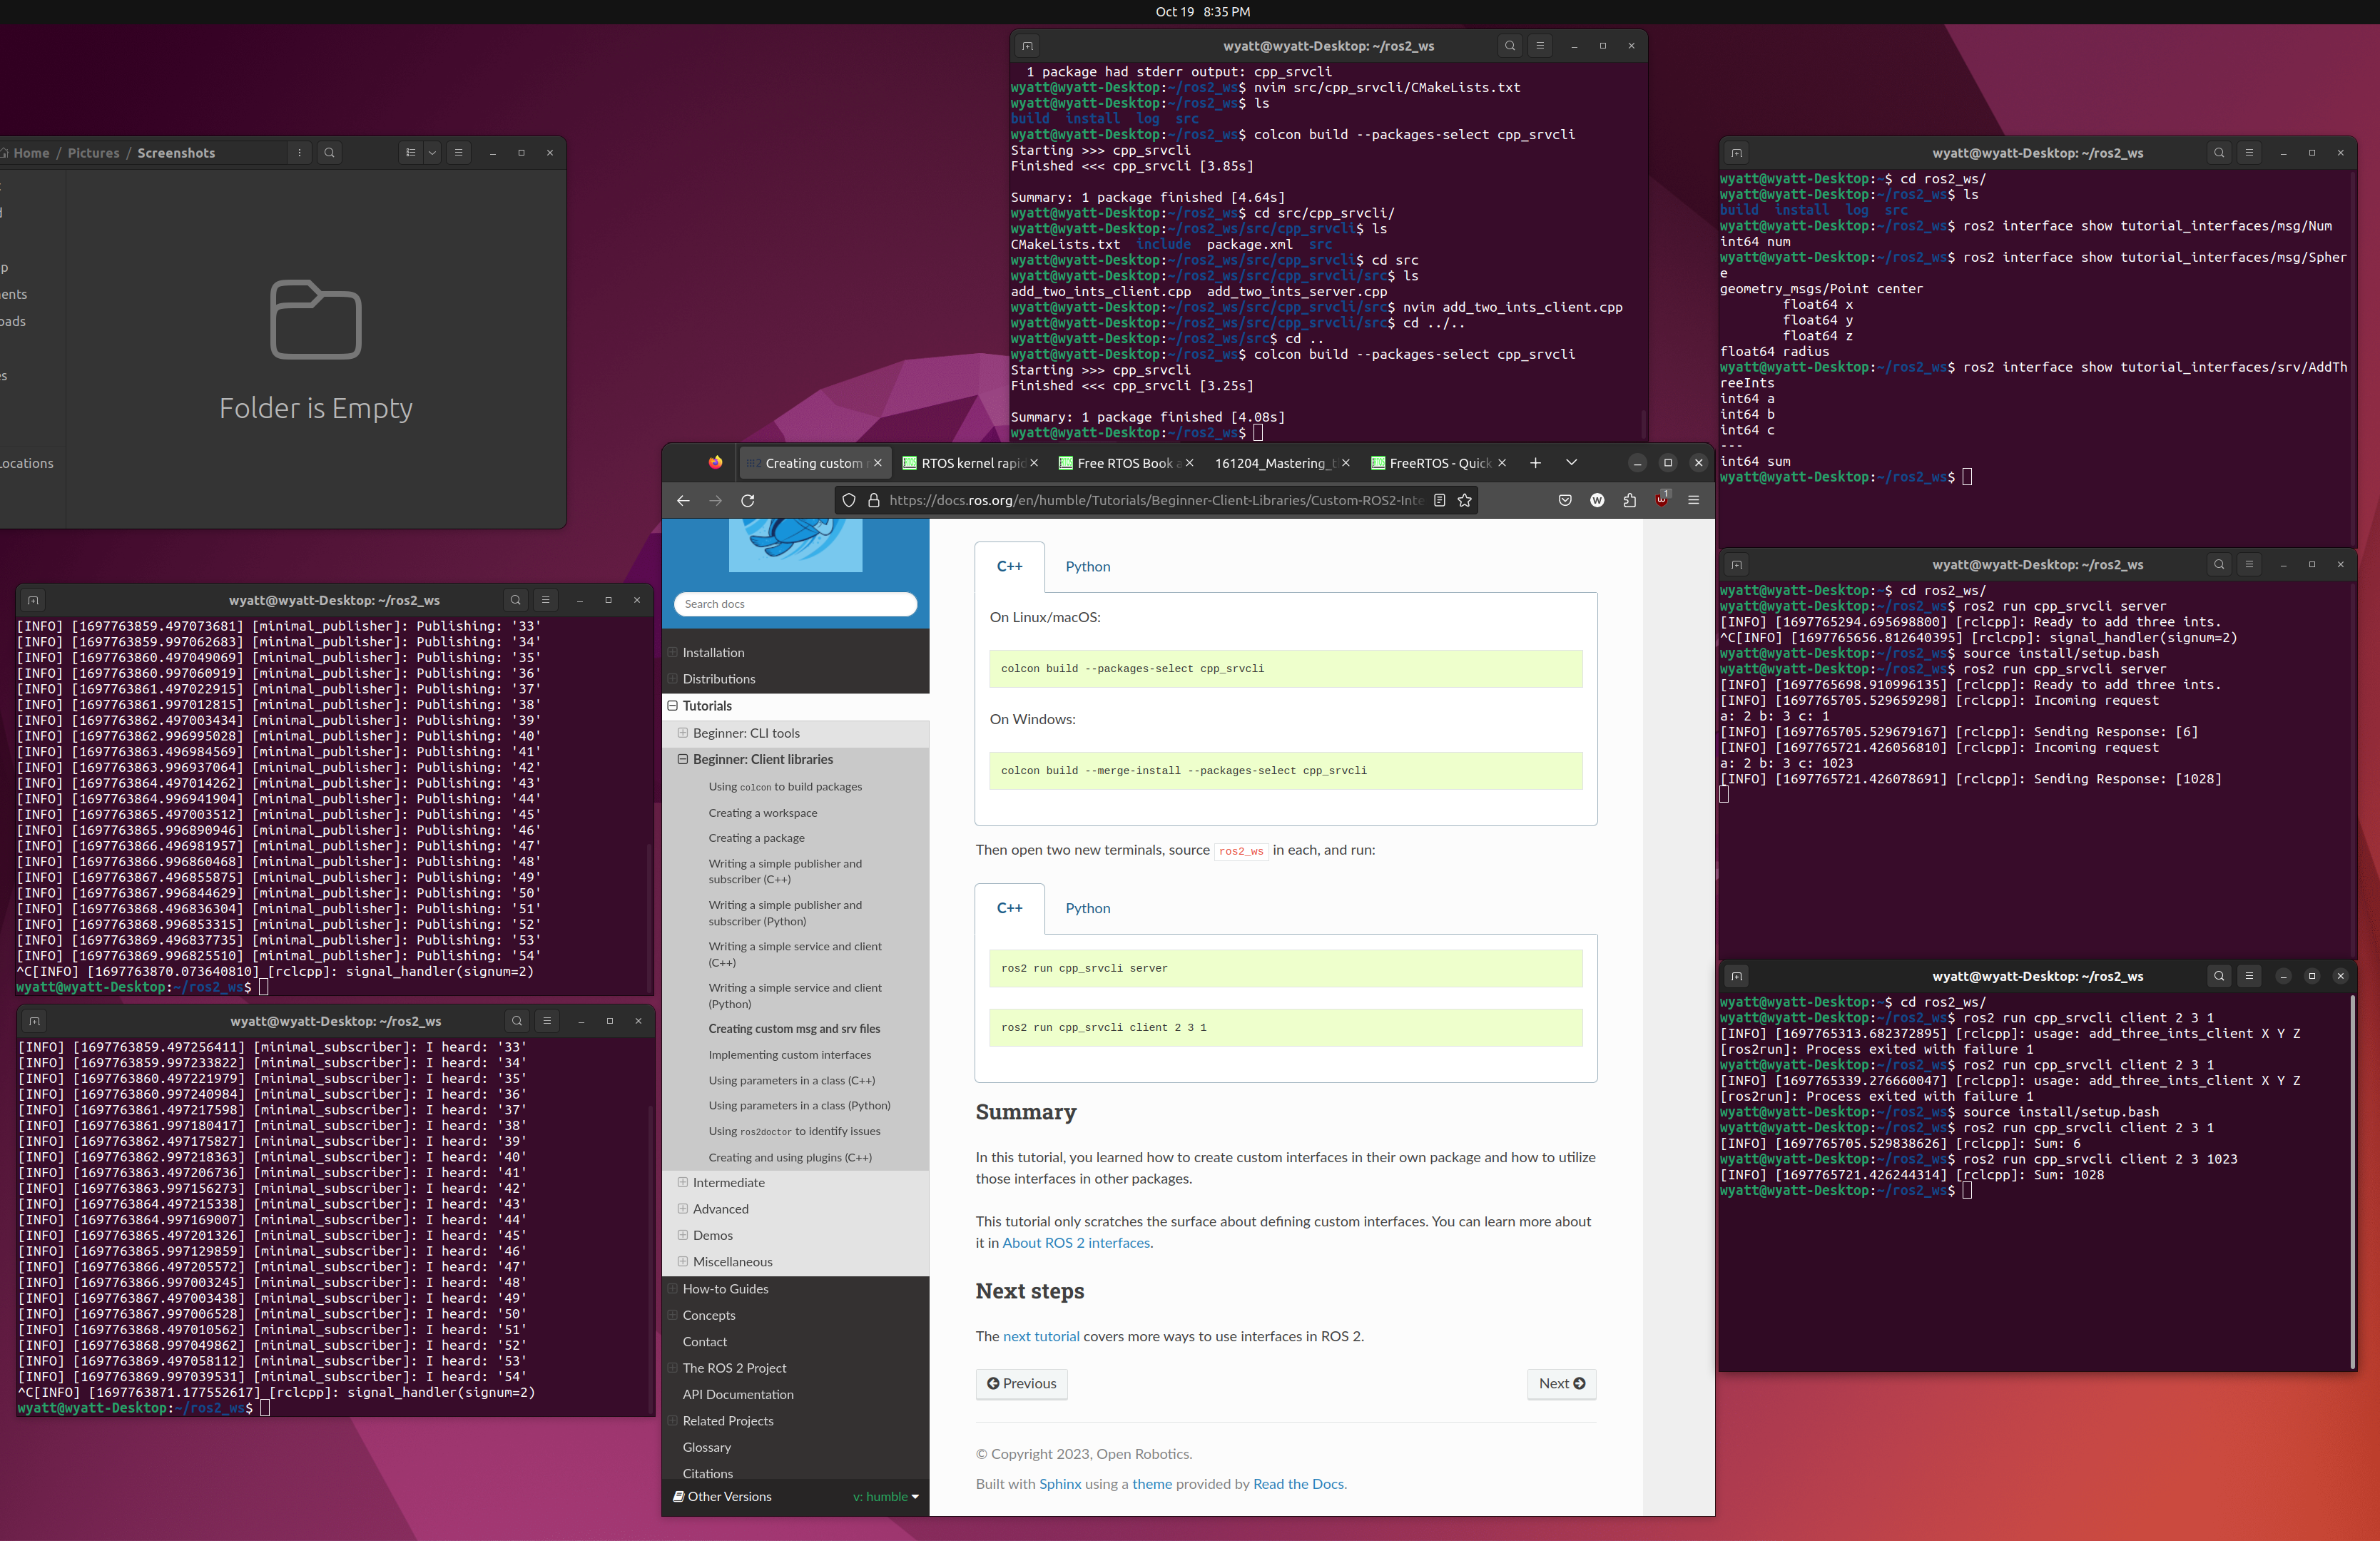 Oct 19  8:35 PM
Home / Pictures / Screenshots
ents
oads
ocations
Folder is Empty
wyatt@wyatt-Desktop: ~/ros2_ws
[INFO] [1697763859.497073681] [minimal_publisher]: Publishing: '33'
[INFO] [1697763859.997062683] [minimal_publisher]: Publishing: '34'
[INFO] [1697763860.497049069] [minimal_publisher]: Publishing: '35'
[INFO] [1697763860.997060919] [minimal_publisher]: Publishing: '36'
[INFO] [1697763861.497022915] [minimal_publisher]: Publishing: '37'
[INFO] [1697763861.997012815] [minimal_publisher]: Publishing: '38'
[INFO] [1697763862.497003434] [minimal_publisher]: Publishing: '39'
[INFO] [1697763862.996995028] [minimal_publisher]: Publishing: '40'
[INFO] [1697763863.496984569] [minimal_publisher]: Publishing: '41'
[INFO] [1697763863.996937064] [minimal_publisher]: Publishing: '42'
[INFO] [1697763864.497014262] [minimal_publisher]: Publishing: '43'
[INFO] [1697763864.996941904] [minimal_publisher]: Publishing: '44'
[INFO] [1697763865.497003512] [minimal_publisher]: Publishing: '45'
[INFO] [1697763865.996890946] [minimal_publisher]: Publishing: '46'
[INFO] [1697763866.496981957] [minimal_publisher]: Publishing: '47'
[INFO] [1697763866.996860468] [minimal_publisher]: Publishing: '48'
[INFO] [1697763867.496855875] [minimal_publisher]: Publishing: '49'
[INFO] [1697763867.996844629] [minimal_publisher]: Publishing: '50'
[INFO] [1697763868.496836304] [minimal_publisher]: Publishing: '51'
[INFO] [1697763868.996853315] [minimal_publisher]: Publishing: '52'
[INFO] [1697763869.496837735] [minimal_publisher]: Publishing: '53'
[INFO] [1697763869.996825510] [minimal_publisher]: Publishing: '54'
^C[INFO] [1697763870.073640810] [rclcpp]: signal_handler(signum=2)
wyatt@wyatt-Desktop:~/ros2_ws$
wyatt@wyatt-Desktop: ~/ros2_ws
[INFO] [1697763859.497256411] [minimal_subscriber]: I heard: '33'
[INFO] [1697763859.997233822] [minimal_subscriber]: I heard: '34'
[INFO] [1697763860.497221979] [minimal_subscriber]: I heard: '35'
[INFO] [1697763860.997240984] [minimal_subscriber]: I heard: '36'
[INFO] [1697763861.497217598] [minimal_subscriber]: I heard: '37'
[INFO] [1697763861.997180417] [minimal_subscriber]: I heard: '38'
[INFO] [1697763862.497175827] [minimal_subscriber]: I heard: '39'
[INFO] [1697763862.997218363] [minimal_subscriber]: I heard: '40'
[INFO] [1697763863.497206736] [minimal_subscriber]: I heard: '41'
[INFO] [1697763863.997156273] [minimal_subscriber]: I heard: '42'
[INFO] [1697763864.497215338] [minimal_subscriber]: I heard: '43'
[INFO] [1697763864.997169007] [minimal_subscriber]: I heard: '44'
[INFO] [1697763865.497201326] [minimal_subscriber]: I heard: '45'
[INFO] [1697763865.997129859] [minimal_subscriber]: I heard: '46'
[INFO] [1697763866.497205572] [minimal_subscriber]: I heard: '47'
[INFO] [1697763866.997003245] [minimal_subscriber]: I heard: '48'
[INFO] [1697763867.497003438] [minimal_subscriber]: I heard: '49'
[INFO] [1697763867.997006528] [minimal_subscriber]: I heard: '50'
[INFO] [1697763868.497010562] [minimal_subscriber]: I heard: '51'
[INFO] [1697763868.997049862] [minimal_subscriber]: I heard: '52'
[INFO] [1697763869.497058112] [minimal_subscriber]: I heard: '53'
[INFO] [1697763869.997039531] [minimal_subscriber]: I heard: '54'
^C[INFO] [1697763871.177552617] [rclcpp]: signal_handler(signum=2)
wyatt@wyatt-Desktop:~/ros2_ws$
wyatt@wyatt-Desktop: ~/ros2_ws
1 package had stderr output: cpp_srvcli
wyatt@wyatt-Desktop:~/ros2_ws$ nvim src/cpp_srvcli/CMakeLists.txt
wyatt@wyatt-Desktop:~/ros2_ws$ ls
build  install  log  src
wyatt@wyatt-Desktop:~/ros2_ws$ colcon build --packages-select cpp_srvcli
Starting >>> cpp_srvcli
Finished <<< cpp_srvcli [3.85s]
Summary: 1 package finished [4.64s]
wyatt@wyatt-Desktop:~/ros2_ws$ cd src/cpp_srvcli/
wyatt@wyatt-Desktop:~/ros2_ws/src/cpp_srvcli$ ls
CMakeLists.txt  include  package.xml  src
wyatt@wyatt-Desktop:~/ros2_ws/src/cpp_srvcli$ cd src
wyatt@wyatt-Desktop:~/ros2_ws/src/cpp_srvcli/src$ ls
add_two_ints_client.cpp  add_two_ints_server.cpp
wyatt@wyatt-Desktop:~/ros2_ws/src/cpp_srvcli/src$ nvim add_two_ints_client.cpp
wyatt@wyatt-Desktop:~/ros2_ws/src/cpp_srvcli/src$ cd ../..
wyatt@wyatt-Desktop:~/ros2_ws/src$ cd ..
wyatt@wyatt-Desktop:~/ros2_ws$ colcon build --packages-select cpp_srvcli
Starting >>> cpp_srvcli
Finished <<< cpp_srvcli [3.25s]
Summary: 1 package finished [4.08s]
wyatt@wyatt-Desktop:~/ros2_ws$
Creating custom  RTOS kernel rapid  Free RTOS Book a  161204_Mastering_t  FreeRTOS - Quick
https://docs.ros.org/en/humble/Tutorials/Beginner-Client-Libraries/Custom-ROS2-Inte
Search docs
Installation
Distributions
Tutorials
Beginner: CLI tools
Beginner: Client libraries
Using colcon to build packages
Creating a workspace
Creating a package
Writing a simple publisher and
subscriber (C++)
Writing a simple publisher and
subscriber (Python)
Writing a simple service and client
(C++)
Writing a simple service and client
(Python)
Creating custom msg and srv files
Implementing custom interfaces
Using parameters in a class (C++)
Using parameters in a class (Python)
Using ros2doctor to identify issues
Creating and using plugins (C++)
Intermediate
Advanced
Demos
Miscellaneous
How-to Guides
Concepts
Contact
The ROS 2 Project
API Documentation
Related Projects
Glossary
Citations
Other Versions  v: humble
C++  Python
On Linux/macOS:
colcon build --packages-select cpp_srvcli
On Windows:
colcon build --merge-install --packages-select cpp_srvcli
Then open two new terminals, source ros2_ws in each, and run:
C++  Python
ros2 run cpp_srvcli server
ros2 run cpp_srvcli client 2 3 1
Summary
In this tutorial, you learned how to create custom interfaces in their own package and how to utilize
those interfaces in other packages.
This tutorial only scratches the surface about defining custom interfaces. You can learn more about
it in About ROS 2 interfaces.
Next steps
The next tutorial covers more ways to use interfaces in ROS 2.
Previous  Next
© Copyright 2023, Open Robotics.
Built with Sphinx using a theme provided by Read the Docs.
wyatt@wyatt-Desktop: ~/ros2_ws
wyatt@wyatt-Desktop:~$ cd ros2_ws/
wyatt@wyatt-Desktop:~/ros2_ws$ ls
build  install  log  src
wyatt@wyatt-Desktop:~/ros2_ws$ ros2 interface show tutorial_interfaces/msg/Num
int64 num
wyatt@wyatt-Desktop:~/ros2_ws$ ros2 interface show tutorial_interfaces/msg/Spher
e
geometry_msgs/Point center
float64 x
float64 y
float64 z
float64 radius
wyatt@wyatt-Desktop:~/ros2_ws$ ros2 interface show tutorial_interfaces/srv/AddTh
reeInts
int64 a
int64 b
int64 c
---
int64 sum
wyatt@wyatt-Desktop:~/ros2_ws$
wyatt@wyatt-Desktop: ~/ros2_ws
wyatt@wyatt-Desktop:~$ cd ros2_ws/
wyatt@wyatt-Desktop:~/ros2_ws$ ros2 run cpp_srvcli server
[INFO] [1697765294.695698800] [rclcpp]: Ready to add three ints.
^C[INFO] [1697765656.812640395] [rclcpp]: signal_handler(signum=2)
wyatt@wyatt-Desktop:~/ros2_ws$ source install/setup.bash
wyatt@wyatt-Desktop:~/ros2_ws$ ros2 run cpp_srvcli server
[INFO] [1697765698.910996135] [rclcpp]: Ready to add three ints.
[INFO] [1697765705.529659298] [rclcpp]: Incoming request
a: 2 b: 3 c: 1
[INFO] [1697765705.529679167] [rclcpp]: Sending Response: [6]
[INFO] [1697765721.426056810] [rclcpp]: Incoming request
a: 2 b: 3 c: 1023
[INFO] [1697765721.426078691] [rclcpp]: Sending Response: [1028]
wyatt@wyatt-Desktop: ~/ros2_ws
wyatt@wyatt-Desktop:~$ cd ros2_ws/
wyatt@wyatt-Desktop:~/ros2_ws$ ros2 run cpp_srvcli client 2 3 1
[INFO] [1697765313.682372895] [rclcpp]: usage: add_three_ints_client X Y Z
[ros2run]: Process exited with failure 1
wyatt@wyatt-Desktop:~/ros2_ws$ ros2 run cpp_srvcli client 2 3 1
[INFO] [1697765339.276660047] [rclcpp]: usage: add_three_ints_client X Y Z
[ros2run]: Process exited with failure 1
wyatt@wyatt-Desktop:~/ros2_ws$ source install/setup.bash
wyatt@wyatt-Desktop:~/ros2_ws$ ros2 run cpp_srvcli client 2 3 1
[INFO] [1697765705.529838626] [rclcpp]: Sum: 6
wyatt@wyatt-Desktop:~/ros2_ws$ ros2 run cpp_srvcli client 2 3 1023
[INFO] [1697765721.426244314] [rclcpp]: Sum: 1028
wyatt@wyatt-Desktop:~/ros2_ws$